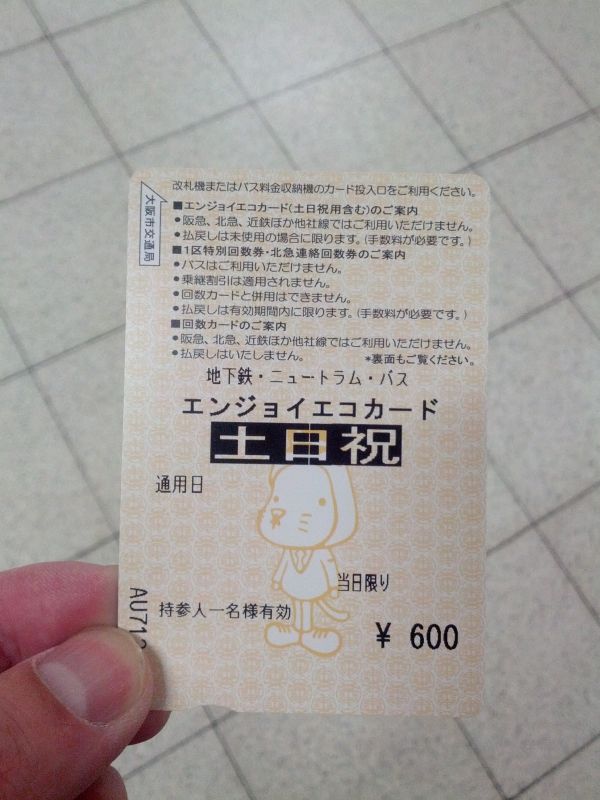 改札機またはバス料金収納機のカード投入口をご利用ください。
大阪市交通局
■エンジョイエコカード(土日祝用含む)のご案内
●阪急、北急、近鉄ほか他社線ではご利用いただけません。
●払戻しは未使用の場合に限ります。(手数料が必要です。)
■1区特別回数券・北急連絡回数券のご案内
●バスはご利用いただけません。
●乗継割引は適用されません。
●回数カードと併用はできません。
●払戻しは有効期間内に限ります。(手数料が必要です。)
■回数カードのご案内
●阪急、北急、近鉄ほか他社線ではご利用いただけません。
●払戻しはいたしません。 *裏面もご覧ください。
地下鉄・ニュートラム・バス
エンジョイエコカード
土日祝
通用日
当日限り
持参人一名様有効
¥ 600
AU71